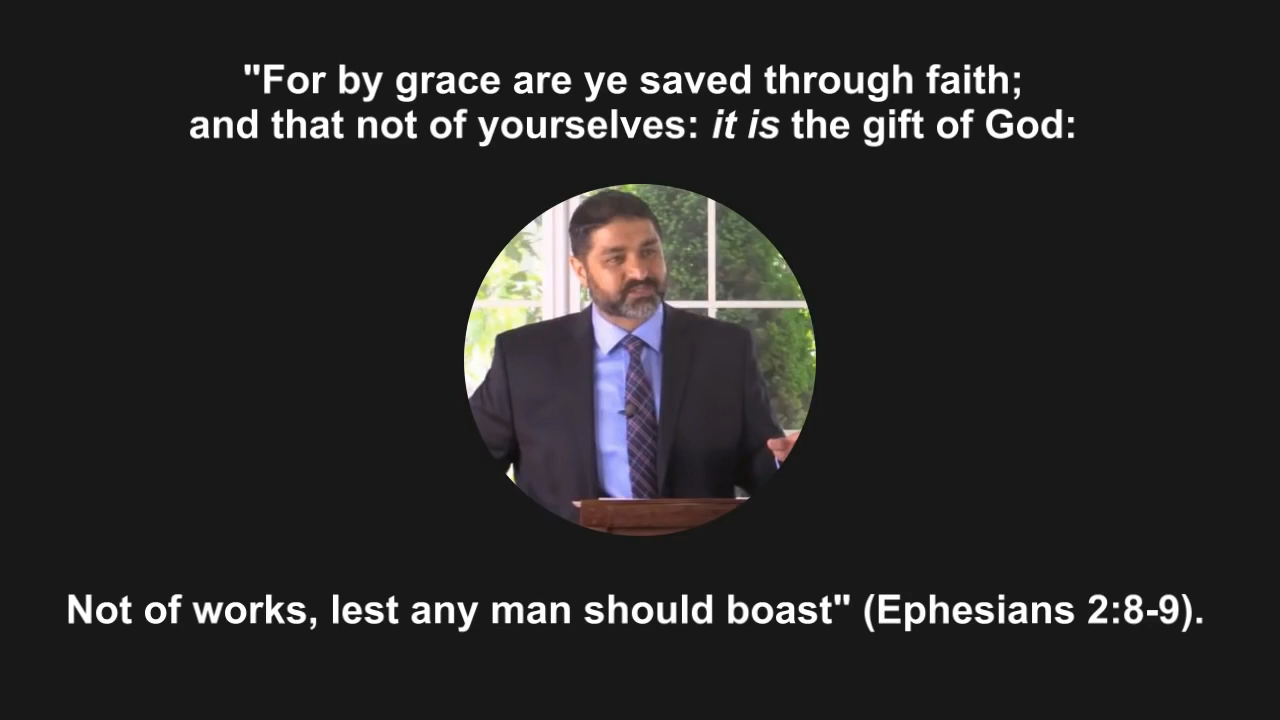 "For by grace are ye saved through faith;
and that not of yourselves: it is the gift of God:
Not of works, lest any man should boast" (Ephesians 2:8-9).